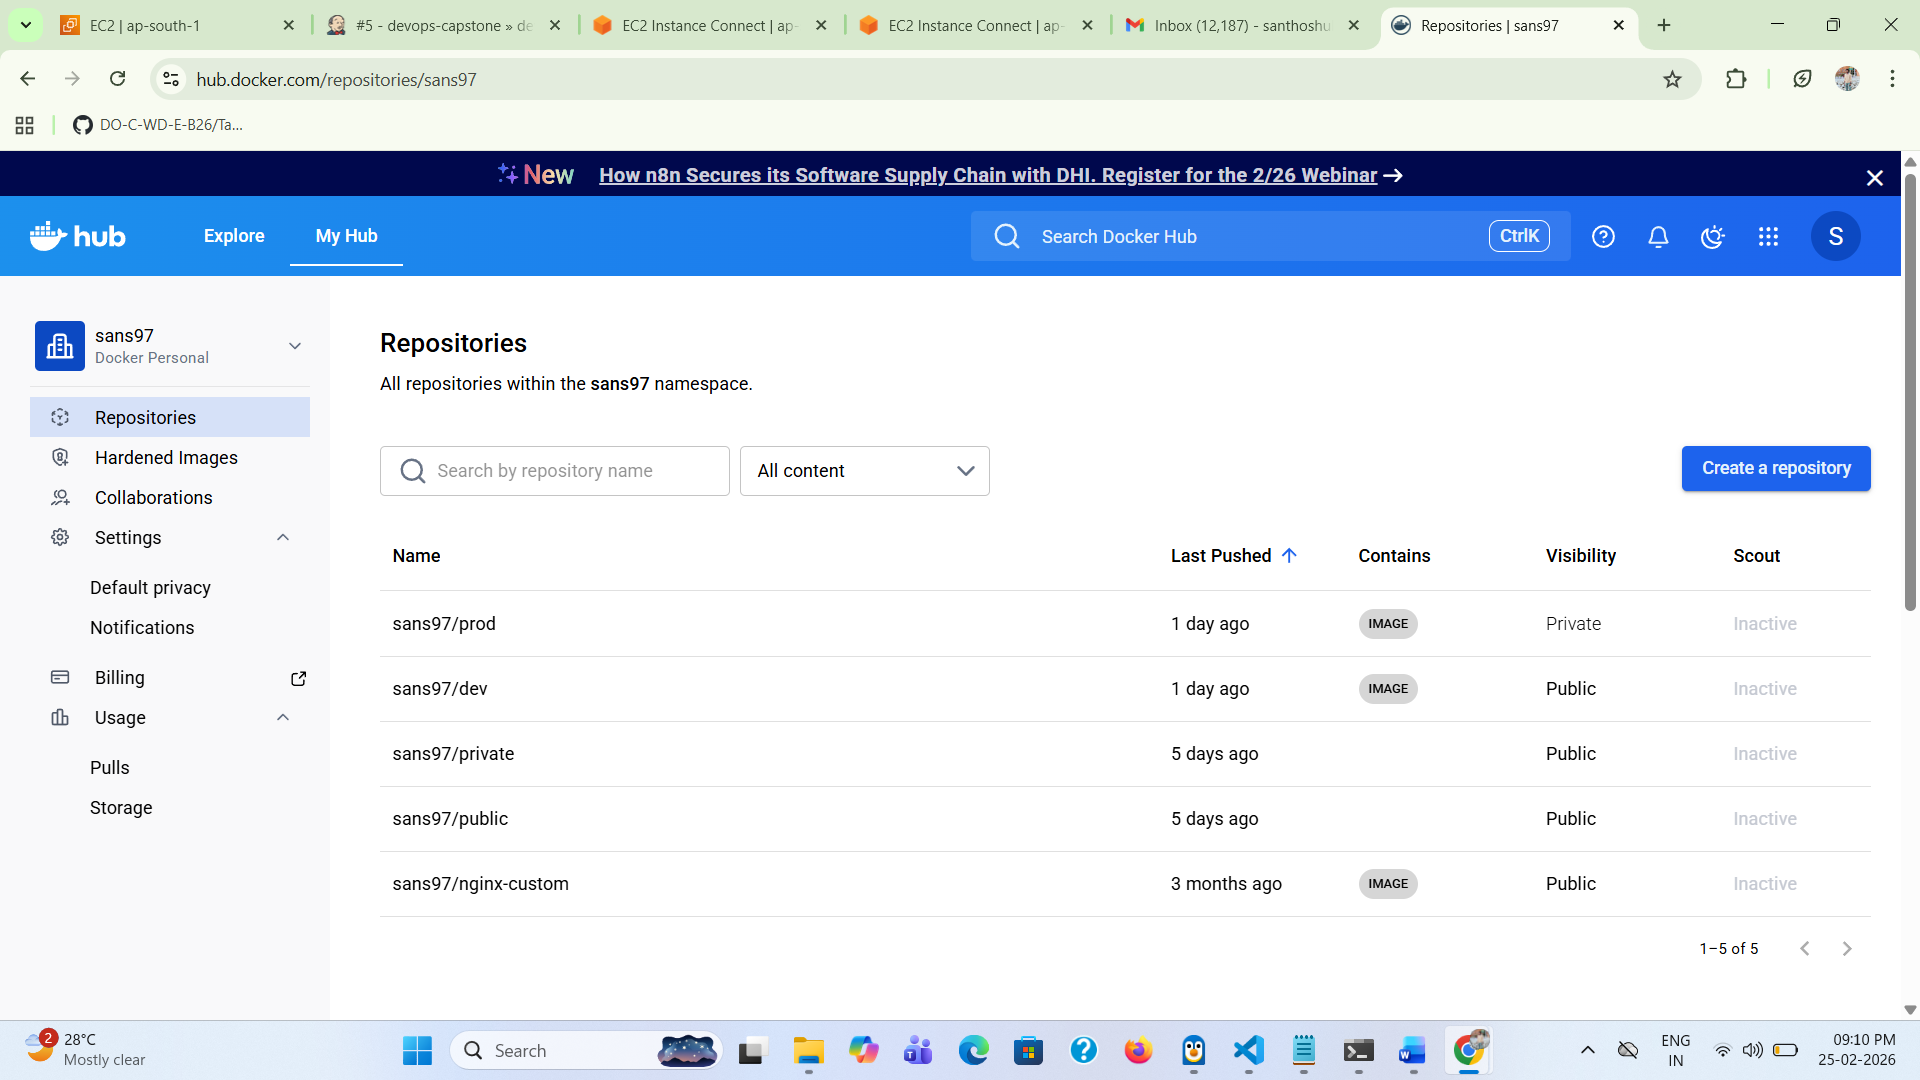 EC2 | ap-south-1
#5 - devops-capstone » de
EC2 Instance Connect | ap-
EC2 Instance Connect | ap-
Inbox (12,187) - santhoshu
Repositories | sans97
hub.docker.com/repositories/sans97
DO-C-WD-E-B26/Ta...
New How n8n Secures its Software Supply Chain with DHI. Register for the 2/26 Webinar →
hub
Explore
My Hub
Search Docker Hub
CtrlK
S
sans97
Docker Personal
Repositories
Hardened Images
Collaborations
Settings
Default privacy
Notifications
Billing
Usage
Pulls
Storage
Repositories
All repositories within the sans97 namespace.
Search by repository name
All content
Create a repository
Name Last Pushed Contains Visibility Scout
sans97/prod 1 day ago IMAGE Private Inactive
sans97/dev 1 day ago IMAGE Public Inactive
sans97/private 5 days ago Public Inactive
sans97/public 5 days ago Public Inactive
sans97/nginx-custom 3 months ago IMAGE Public Inactive
1–5 of 5
2
28°C
Mostly clear
Search
ENG
IN
09:10 PM
25-02-2026